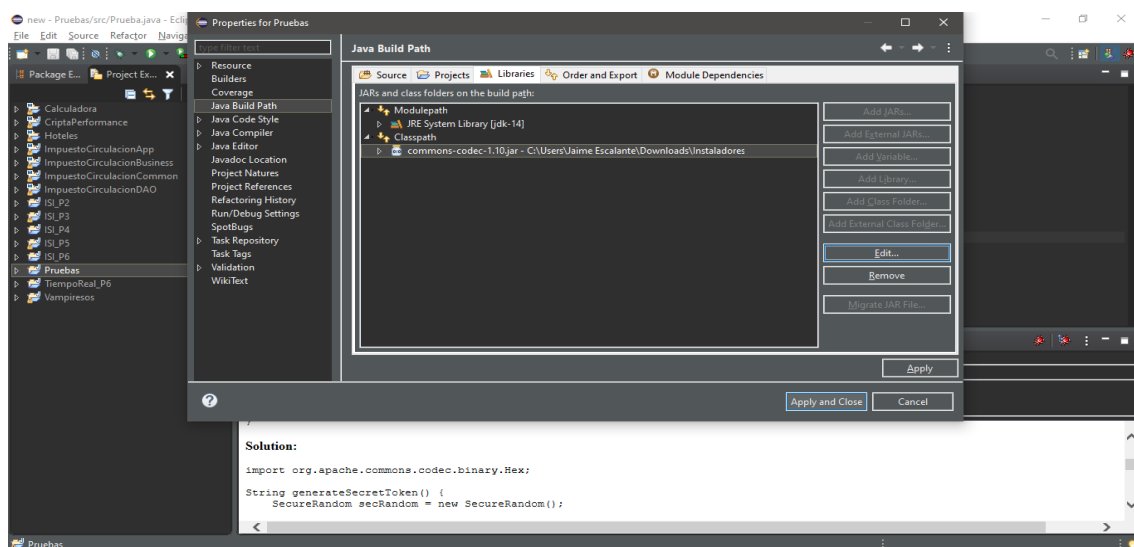 new - Pruebas/src/Prueba.java - Ecli
File Edit Source Refactor Naviga
Package E... Project Ex...
Calculadora
CriptaPerformance
Hoteles
ImpuestoCirculacionApp
ImpuestoCirculacionBusiness
ImpuestoCirculacionCommon
ImpuestoCirculacionDAO
ISI_P2
ISI_P3
ISI_P4
ISI_P5
ISI_P6
Pruebas
TiempoReal_P6
Vampiresos
Properties for Pruebas
type filter text
Resource
Builders
Coverage
Java Build Path
Java Code Style
Java Compiler
Java Editor
Javadoc Location
Project Natures
Project References
Refactoring History
Run/Debug Settings
SpotBugs
Task Repository
Task Tags
Validation
WikiText
Java Build Path
Source Projects Libraries Order and Export Module Dependencies
JARs and class folders on the build path:
Modulepath
JRE System Library [jdk-14]
Classpath
commons-codec-1.10.jar - C:\Users\Jaime Escalante\Downloads\Instaladores
Add JARs...
Add External JARs...
Add Variable...
Add Library...
Add Class Folder...
Add External Class Folder...
Edit...
Remove
Migrate JAR File...
Apply
Apply and Close Cancel
}
Solution:
import org.apache.commons.codec.binary.Hex;
String generateSecretToken() {
SecureRandom secRandom = new SecureRandom();
Pruebas